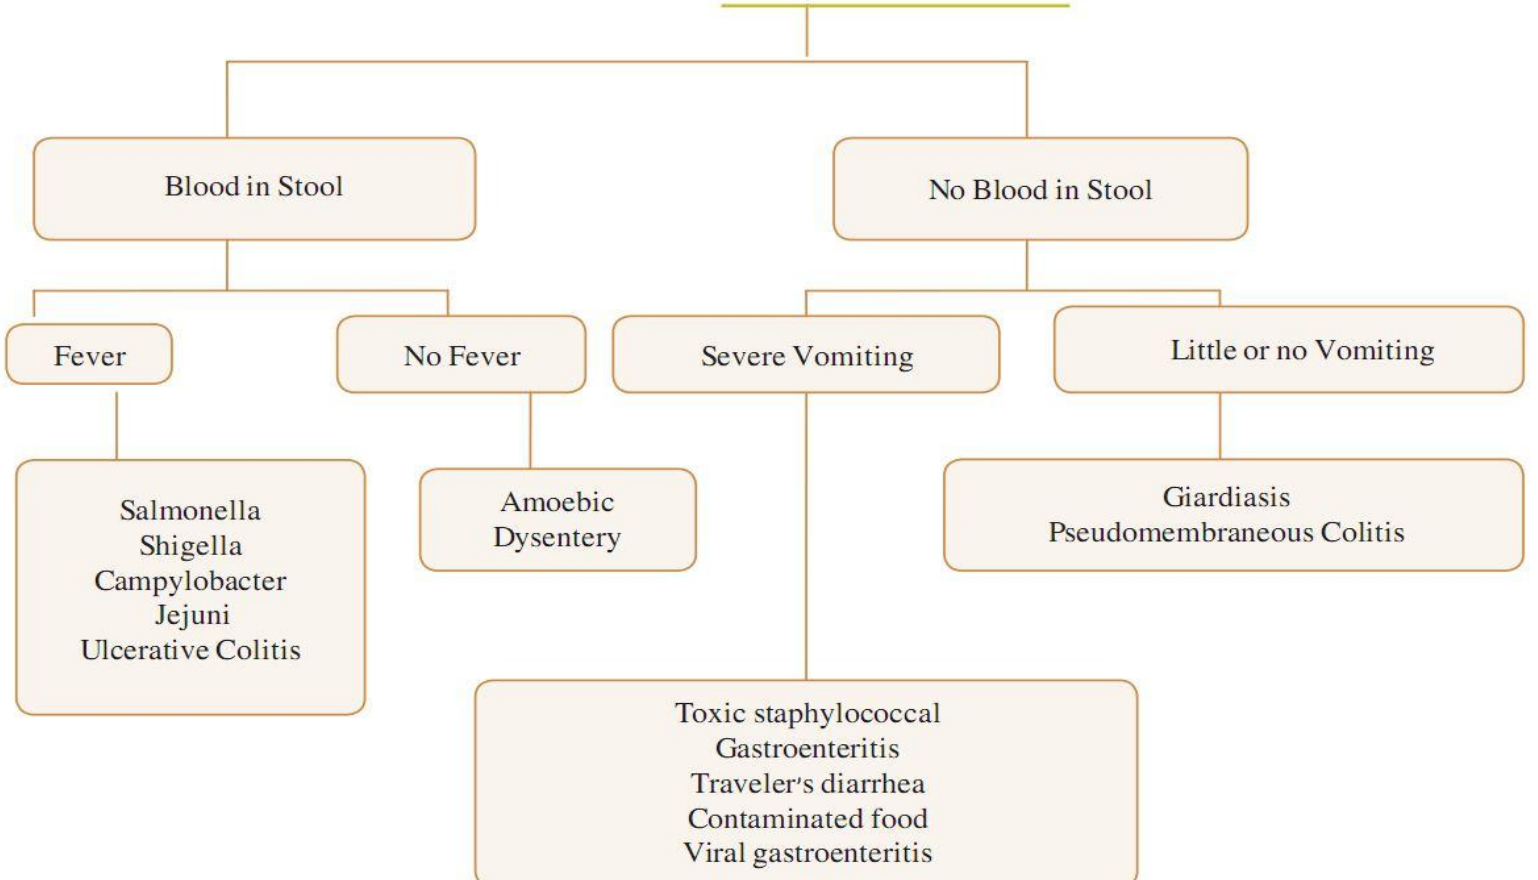 Blood in Stool
No Blood in Stool
Fever
No Fever
Severe Vomiting
Little or no Vomiting
Salmonella
Shigella
Campylobacter
Jejuni
Ulcerative Colitis
Amoebic
Dysentery
Giardiasis
Pseudomembraneous Colitis
Toxic staphylococcal
Gastroenteritis
Traveler's diarrhea
Contaminated food
Viral gastroenteritis